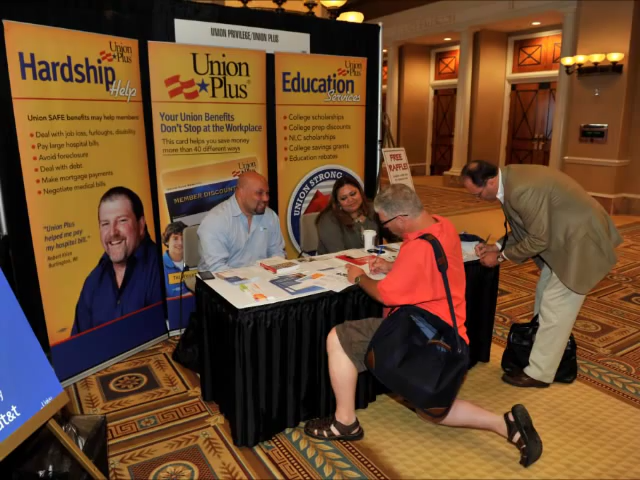 UNION PRIVILEGE/UNION PLUS
Union
Plus
Hardship
Help
Union SAFE benefits may help members:
• Deal with job loss, furloughs, disability
• Pay large hospital bills
• Avoid foreclosure
• Deal with debt
• Make mortgage payments
• Negotiate medical bills
"Union Plus
helped me pay
my hospital bill."
Union
Plus
Your Union Benefits
Don't Stop at the Workplace
This card helps you save money
more than 40 different ways
Union
Plus
MEMBER DISCOUNT
Union
Plus
Education
Services
• College scholarships
• College prep discounts
• NLC scholarships
• College savings grants
• Education rebates
UNION STRONG
FREE
RAFFLES
at&t